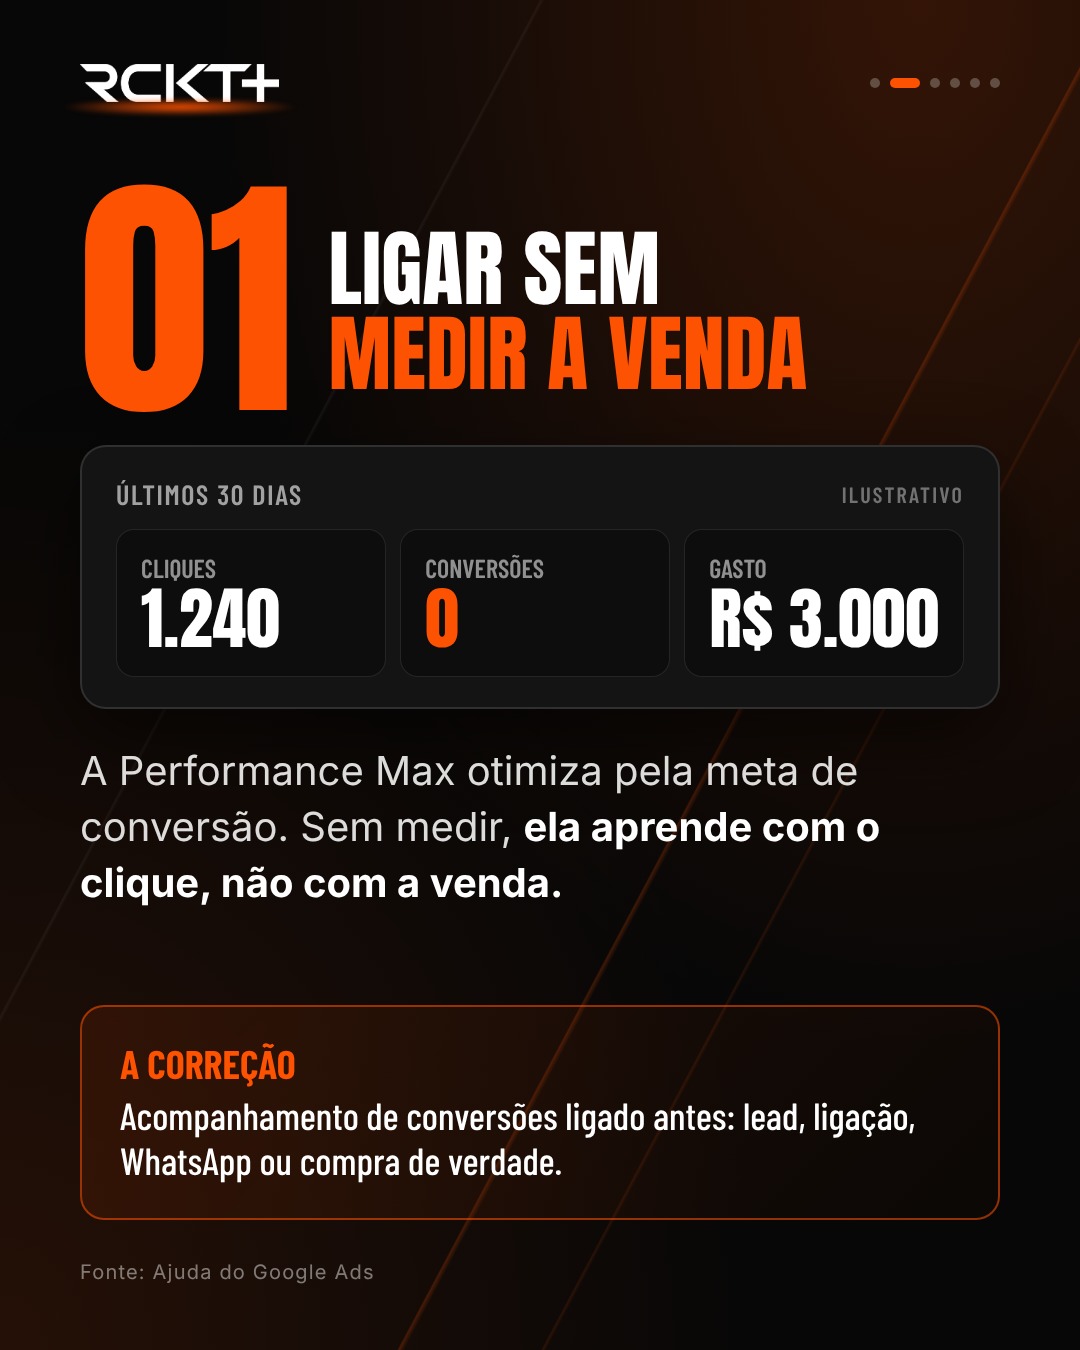 RCKT+
01
LIGAR SEM
MEDIR A VENDA
ÚLTIMOS 30 DIAS
ILUSTRATIVO
CLIQUES
1.240
CONVERSÕES
0
GASTO
R$ 3.000
A Performance Max otimiza pela meta de
conversão. Sem medir, ela aprende com o
clique, não com a venda.
A CORREÇÃO
Acompanhamento de conversões ligado antes: lead, ligação,
WhatsApp ou compra de verdade.
Fonte: Ajuda do Google Ads